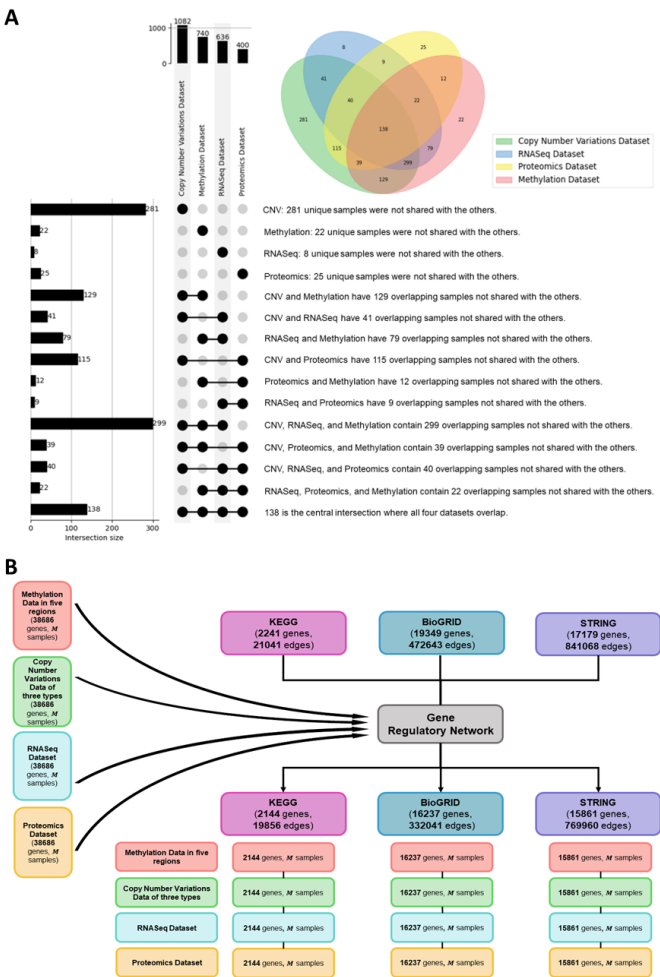 A
1082
740
636
400
1000
0
Copy Number Variations Dataset
Methylation Dataset
RNASeq Dataset
Proteomics Dataset
8
25
41
9
12
281
40
22
22
138
115
79
39
299
129
Copy Number Variations Dataset
RNASeq Dataset
Proteomics Dataset
Methylation Dataset
281
CNV: 281 unique samples were not shared with the others.
22
Methylation: 22 unique samples were not shared with the others.
8
RNASeq: 8 unique samples were not shared with the others.
25
Proteomics: 25 unique samples were not shared with the others.
129
CNV and Methylation have 129 overlapping samples not shared with the others.
41
CNV and RNASeq have 41 overlapping samples not shared with the others.
79
RNASeq and Methylation have 79 overlapping samples not shared with the others.
115
CNV and Proteomics have 115 overlapping samples not shared with the others.
12
Proteomics and Methylation have 12 overlapping samples not shared with the others.
9
RNASeq and Proteomics have 9 overlapping samples not shared with the others.
299
CNV, RNASeq, and Methylation contain 299 overlapping samples not shared with the others.
39
CNV, Proteomics, and Methylation contain 39 overlapping samples not shared with the others.
40
CNV, RNASeq, and Proteomics contain 40 overlapping samples not shared with the others.
22
RNASeq, Proteomics, and Methylation contain 22 overlapping samples not shared with the others.
138
138 is the central intersection where all four datasets overlap.
0 100 200 300
Intersection size
B
Methylation
Data in five
regions
(38686
genes, M
samples)
Copy
Number
Variations
Data of
three types
(38686
genes, M
samples)
RNASeq
Dataset
(38686
genes, M
samples)
Proteomics
Dataset
(38686
genes, M
samples)
KEGG
(2241 genes,
21041 edges)
BioGRID
(19349 genes,
472643 edges)
STRING
(17179 genes,
841068 edges)
Gene
Regulatory Network
KEGG
(2144 genes,
19856 edges)
BioGRID
(16237 genes,
332041 edges)
STRING
(15861 genes,
769960 edges)
Methylation Data in five
regions
2144 genes, M samples
16237 genes, M samples
15861 genes, M samples
Copy Number Variations
Data of three types
2144 genes, M samples
16237 genes, M samples
15861 genes, M samples
RNASeq Dataset
2144 genes, M samples
16237 genes, M samples
15861 genes, M samples
Proteomics Dataset
2144 genes, M samples
16237 genes, M samples
15861 genes, M samples